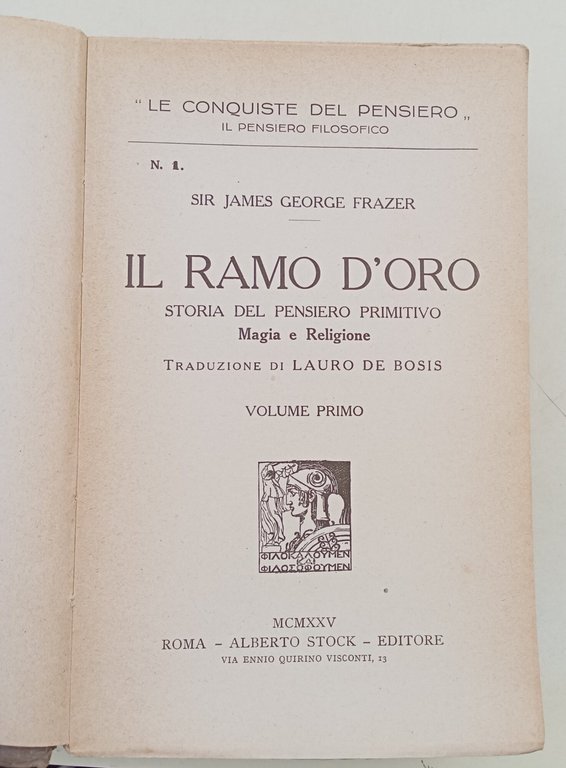 " LE CONQUISTE DEL PENSIERO „
IL PENSIERO FILOSOFICO
N. 1.
SIR JAMES GEORGE FRAZER
IL RAMO D'ORO
STORIA DEL PENSIERO PRIMITIVO
Magia e Religione
TRADUZIONE DI LAURO DE BOSIS
VOLUME PRIMO
ΦΙΛΟΚΑΛΟΥΜΕΝ
ΚΑΙ
ΦΙΛΟΣΟΦΟΥΜΕΝ
MCMXXV
ROMA - ALBERTO STOCK - EDITORE
VIA ENNIO QUIRINO VISCONTI, 13